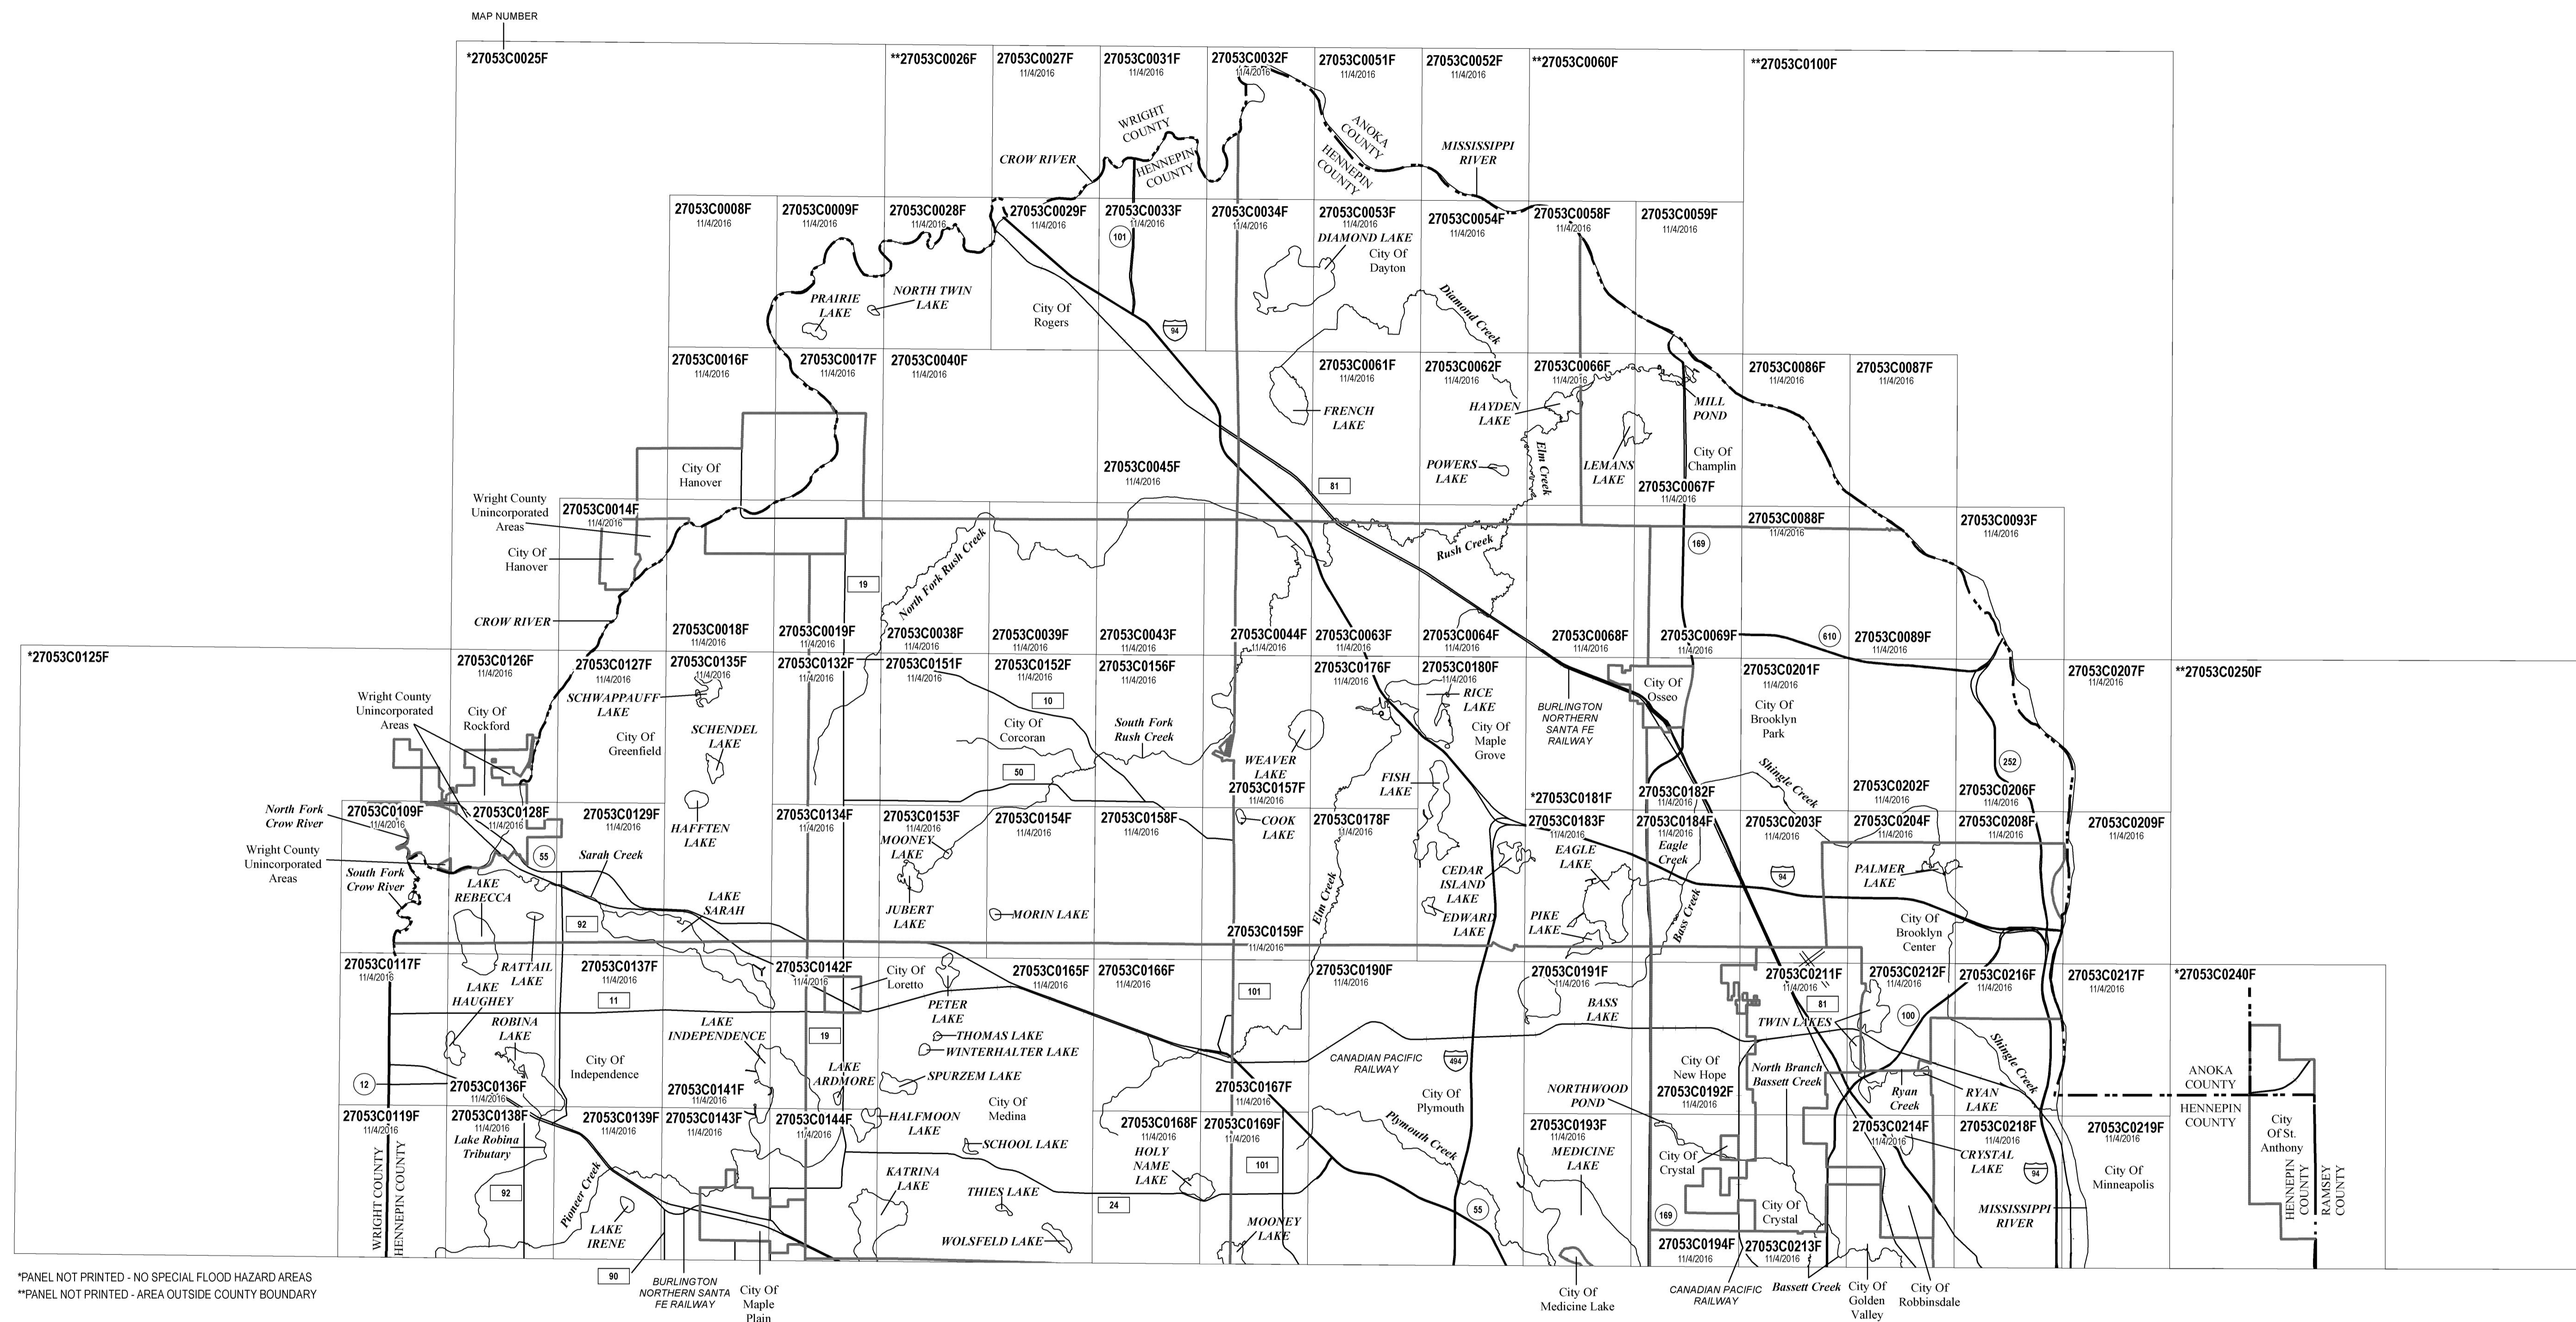 MAP NUMBER
*27053C0025F
**27053C0026F
27053C0027F
11/4/2016
27053C0031F
11/4/2016
27053C0032F
11/4/2016
27053C0051F
11/4/2016
27053C0052F
11/4/2016
**27053C0060F
**27053C0100F
WRIGHT
COUNTY
HENNEPIN
COUNTY
CROW RIVER
ANOKA
COUNTY
HENNEPIN
COUNTY
MISSISSIPPI
RIVER
27053C0008F
11/4/2016
27053C0009F
11/4/2016
27053C0028F
11/4/2016
27053C0029F
11/4/2016
27053C0033F
11/4/2016
27053C0034F
11/4/2016
27053C0053F
11/4/2016
27053C0054F
11/4/2016
27053C0058F
11/4/2016
27053C0059F
11/4/2016
101
DIAMOND LAKE
City Of
Dayton
PRAIRIE
LAKE
NORTH TWIN
LAKE
City Of
Rogers
94
Diamond Creek
27053C0016F
11/4/2016
27053C0017F
11/4/2016
27053C0040F
11/4/2016
27053C0061F
11/4/2016
27053C0062F
11/4/2016
27053C0066F
11/4/2016
27053C0086F
11/4/2016
27053C0087F
11/4/2016
FRENCH
LAKE
HAYDEN
LAKE
MILL
POND
City Of
Hanover
27053C0045F
11/4/2016
81
POWERS
LAKE
Elm Creek
LEMANS
LAKE
City Of
Champlin
27053C0067F
11/4/2016
Wright County
Unincorporated
Areas
27053C0014F
11/4/2016
City Of
Hanover
27053C0088F
11/4/2016
27053C0093F
11/4/2016
19
North Fork Rush Creek
Rush Creek
169
CROW RIVER
27053C0018F
11/4/2016
27053C0019F
11/4/2016
27053C0038F
11/4/2016
27053C0039F
11/4/2016
27053C0043F
11/4/2016
27053C0044F
11/4/2016
27053C0063F
11/4/2016
27053C0064F
11/4/2016
27053C0068F
11/4/2016
27053C0069F
11/4/2016
610
27053C0089F
11/4/2016
*27053C0125F
27053C0126F
11/4/2016
27053C0127F
11/4/2016
27053C0135F
11/4/2016
27053C0132F
11/4/2016
27053C0151F
11/4/2016
27053C0152F
11/4/2016
27053C0156F
11/4/2016
27053C0176F
11/4/2016
27053C0180F
11/4/2016
27053C0201F
11/4/2016
27053C0207F
11/4/2016
**27053C0250F
Wright County
Unincorporated
Areas
City Of
Rockford
SCHWAPPAUFF
LAKE
City Of
Greenfield
SCHENDEL
LAKE
10
City Of
Corcoran
South Fork
Rush Creek
50
WEAVER
LAKE
RICE
LAKE
City Of
Maple
Grove
FISH
LAKE
BURLINGTON
NORTHERN
SANTA FE
RAILWAY
City Of
Osseo
City Of
Brooklyn
Park
252
Shingle Creek
27053C0157F
11/4/2016
*27053C0181F
27053C0182F
11/4/2016
27053C0202F
11/4/2016
27053C0206F
11/4/2016
North Fork
Crow River
27053C0109F
11/4/2016
27053C0128F
11/4/2016
27053C0129F
11/4/2016
HAFFTEN
LAKE
27053C0134F
11/4/2016
27053C0153F
11/4/2016
MOONEY
LAKE
27053C0154F
11/4/2016
27053C0158F
11/4/2016
COOK
LAKE
27053C0178F
11/4/2016
27053C0183F
11/4/2016
27053C0184F
11/4/2016
27053C0203F
11/4/2016
27053C0204F
11/4/2016
27053C0208F
11/4/2016
27053C0209F
11/4/2016
Wright County
Unincorporated
Areas
South Fork
Crow River
55
Sarah Creek
LAKE
REBECCA
92
LAKE
SARAH
JUBERT
LAKE
MORIN LAKE
Elm Creek
CEDAR
ISLAND
LAKE
EDWARD
LAKE
EAGLE
LAKE
Eagle
Creek
PIKE
LAKE
Bass Creek
94
PALMER
LAKE
City Of
Brooklyn
Center
27053C0159F
11/4/2016
27053C0117F
11/4/2016
RATTAIL
LAKE
27053C0137F
11/4/2016
27053C0142F
11/4/2016
City Of
Loretto
27053C0165F
11/4/2016
27053C0166F
11/4/2016
27053C0190F
11/4/2016
27053C0191F
11/4/2016
27053C0211F
11/4/2016
27053C0212F
11/4/2016
27053C0216F
11/4/2016
27053C0217F
11/4/2016
*27053C0240F
LAKE
HAUGHEY
11
ROBINA
LAKE
LAKE
INDEPENDENCE
19
PETER
LAKE
THOMAS LAKE
WINTERHALTER LAKE
101
BASS
LAKE
81
TWIN LAKES
100
CANADIAN PACIFIC
RAILWAY
494
City Of
Independence
LAKE
ARDMORE
SPURZEM LAKE
12
27053C0136F
11/4/2016
27053C0141F
11/4/2016
27053C0167F
11/4/2016
City Of
Plymouth
NORTHWOOD
POND
City Of
New Hope
27053C0192F
11/4/2016
North Branch
Bassett Creek
Ryan
Creek
RYAN
LAKE
Shingle Creek
ANOKA
COUNTY
HENNEPIN
COUNTY
27053C0119F
11/4/2016
27053C0138F
11/4/2016
27053C0139F
11/4/2016
27053C0143F
11/4/2016
27053C0144F
11/4/2016
HALFMOON
LAKE
City Of
Medina
27053C0168F
11/4/2016
27053C0169F
11/4/2016
27053C0193F
11/4/2016
27053C0214F
11/4/2016
27053C0218F
11/4/2016
27053C0219F
11/4/2016
City
Of St.
Anthony
Lake Robina
Tributary
SCHOOL LAKE
HOLY
NAME
LAKE
101
Plymouth Creek
MEDICINE
LAKE
City Of
Crystal
CRYSTAL
LAKE
94
City Of
Minneapolis
WRIGHT COUNTY
HENNEPIN COUNTY
92
Pioneer Creek
LAKE
IRENE
KATRINA
LAKE
THIES LAKE
24
WOLSFELD LAKE
MOONEY
LAKE
55
169
City Of
Crystal
MISSISSIPPI
RIVER
HENNEPIN
COUNTY
RAMSEY
COUNTY
27053C0194F
11/4/2016
27053C0213F
11/4/2016
*PANEL NOT PRINTED - NO SPECIAL FLOOD HAZARD AREAS
**PANEL NOT PRINTED - AREA OUTSIDE COUNTY BOUNDARY
90
BURLINGTON
NORTHERN SANTA
FE RAILWAY
City Of
Maple
Plain
City Of
Medicine Lake
CANADIAN PACIFIC
RAILWAY
Bassett Creek
City Of
Golden
Valley
City Of
Robbinsdale